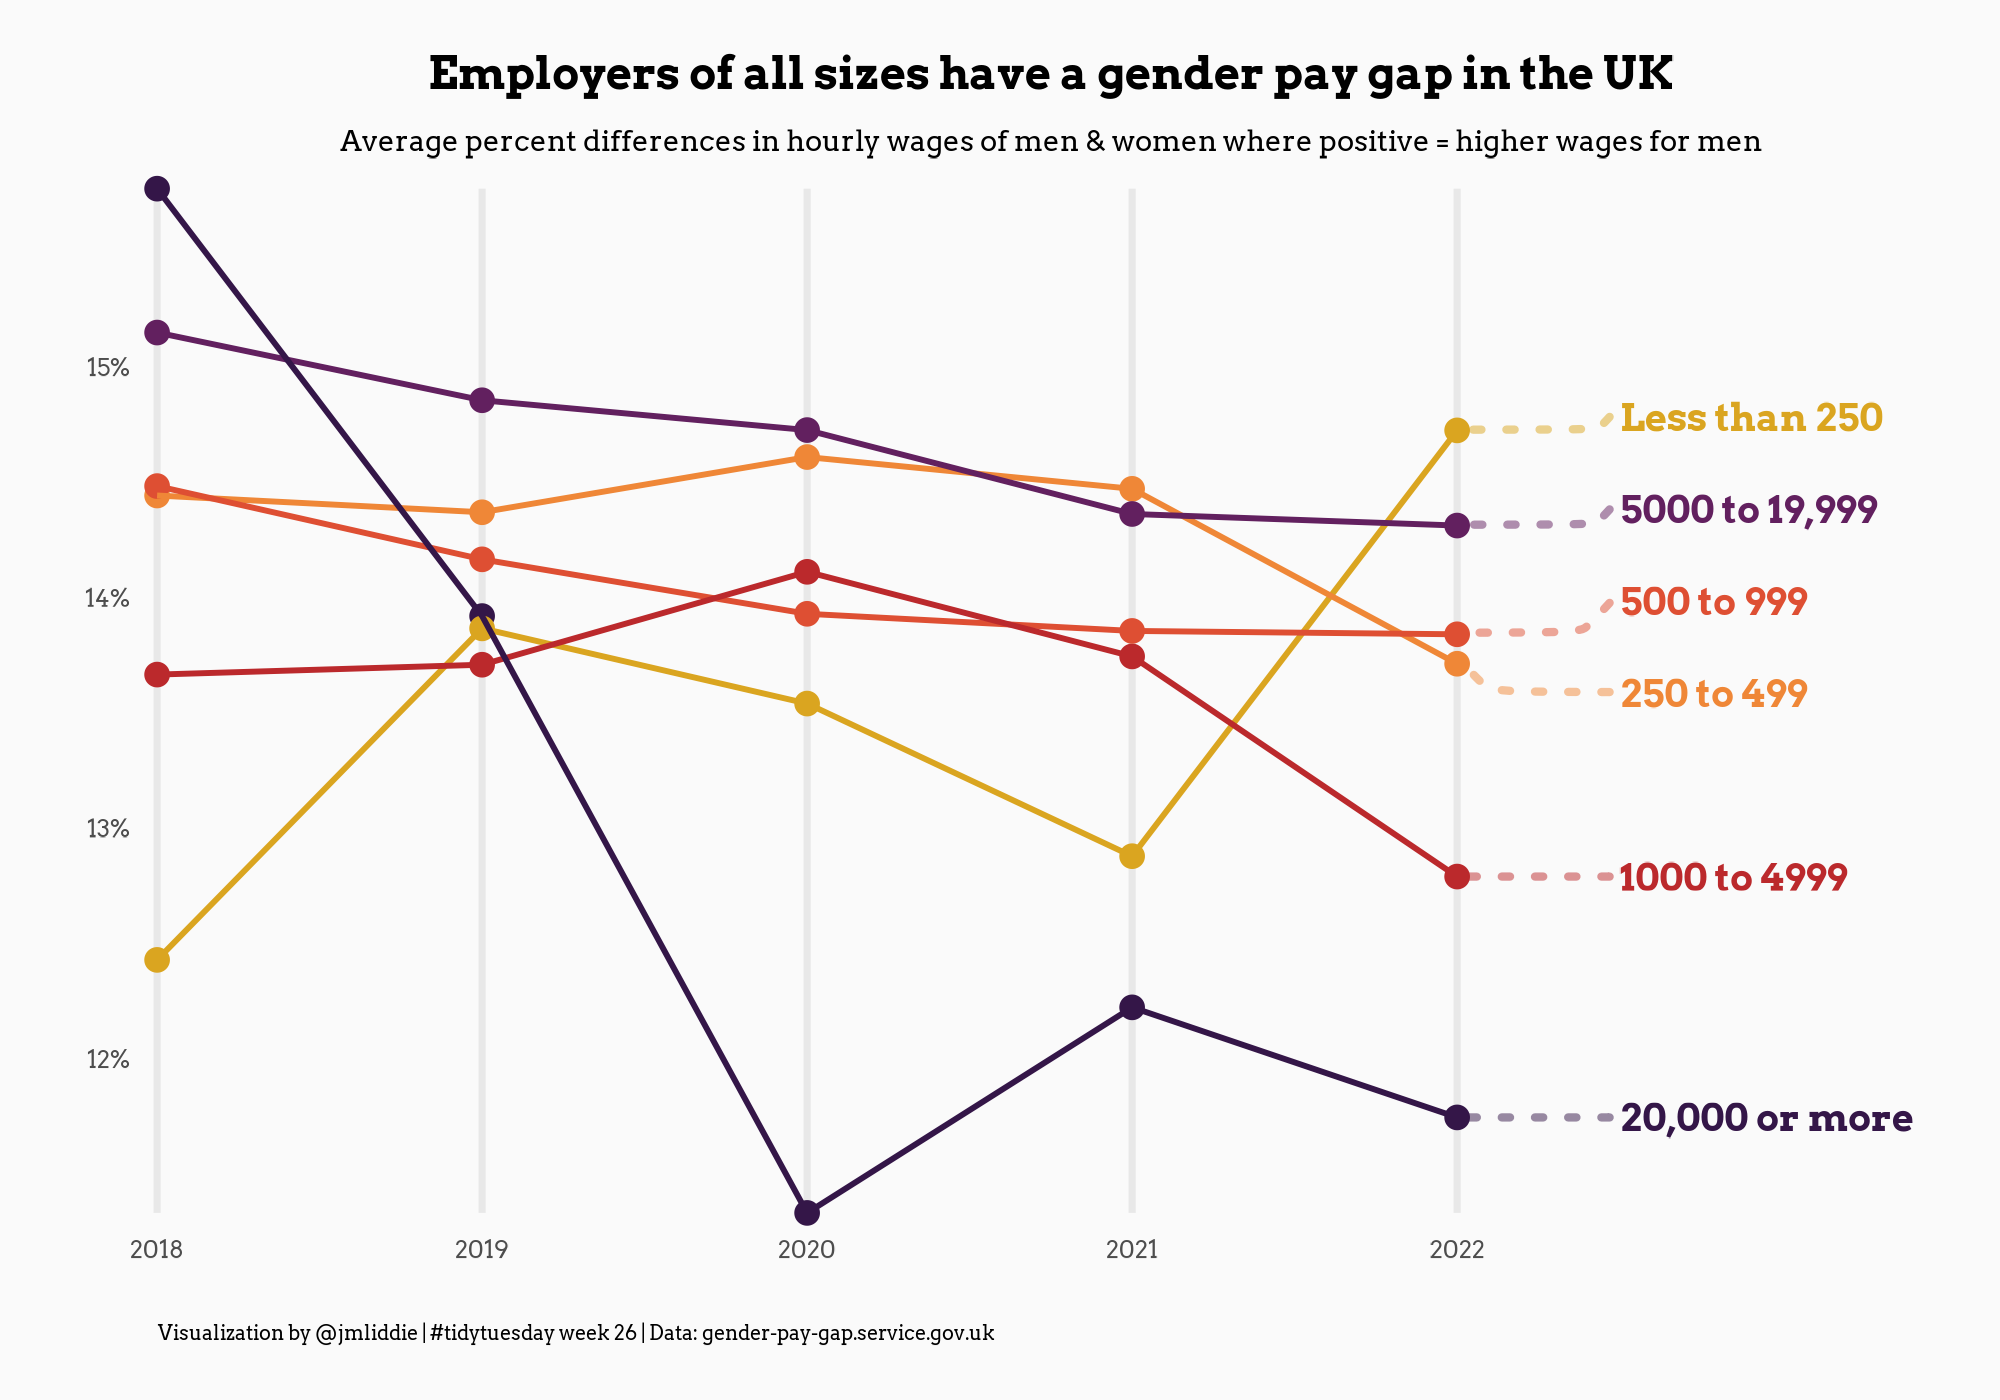 Employers of all sizes have a gender pay gap in the UK
Average percent differences in hourly wages of men & women where positive = higher wages for men
15%
14%
13%
12%
Less than 250
5000 to 19,999
500 to 999
250 to 499
1000 to 4999
20,000 or more
2018
2019
2020
2021
2022
Visualization by @jmliddie | #tidytuesday week 26 | Data: gender-pay-gap.service.gov.uk